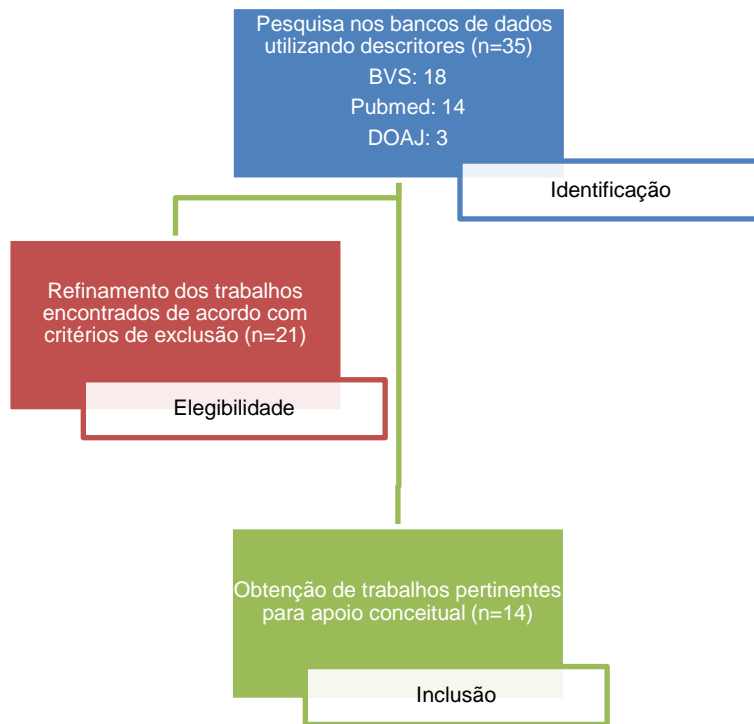 Pesquisa nos bancos de dados
utilizando descritores (n=35)
BVS: 18
Pubmed: 14
DOAJ: 3
Identificação
Refinamento dos trabalhos
encontrados de acordo com
critérios de exclusão (n=21)
Elegibilidade
Obtenção de trabalhos pertinentes
para apoio conceitual (n=14)
Inclusão